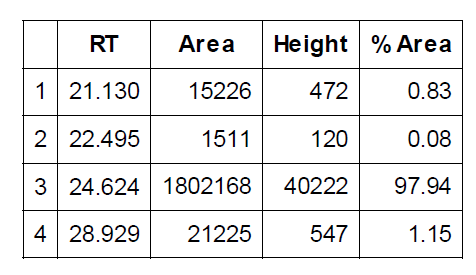 RT Area Height % Area
1 21.130 15226 472 0.83
2 22.495 1511 120 0.08
3 24.624 1802168 40222 97.94
4 28.929 21225 547 1.15